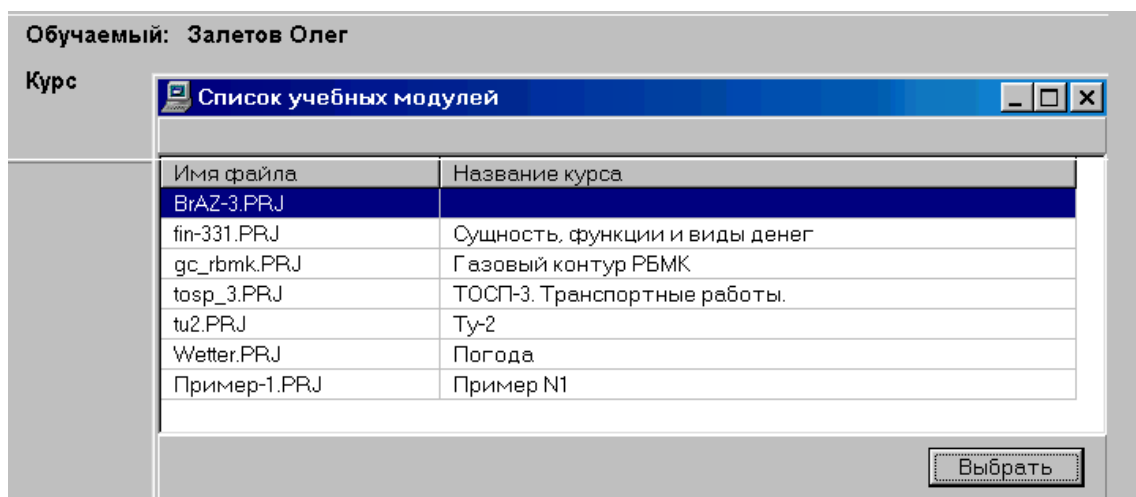 Обучаемый: Залетов Олег
Курс
Список учебных модулей
Имя файла Название курса
BrAZ-3.PRJ
fin-331.PRJ Сущность, функции и виды денег
gc_rbmk.PRJ Газовый контур РБМК
tosp_3.PRJ ТОСП-3. Транспортные работы.
tu2.PRJ Ту-2
Wetter.PRJ Погода
Пример-1.PRJ Пример N1
Выбрать